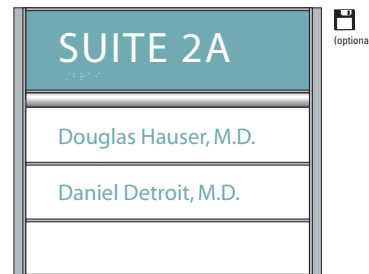 SUITE 2A
(optiona
Douglas Hauser, M.D.
Daniel Detroit, M.D.